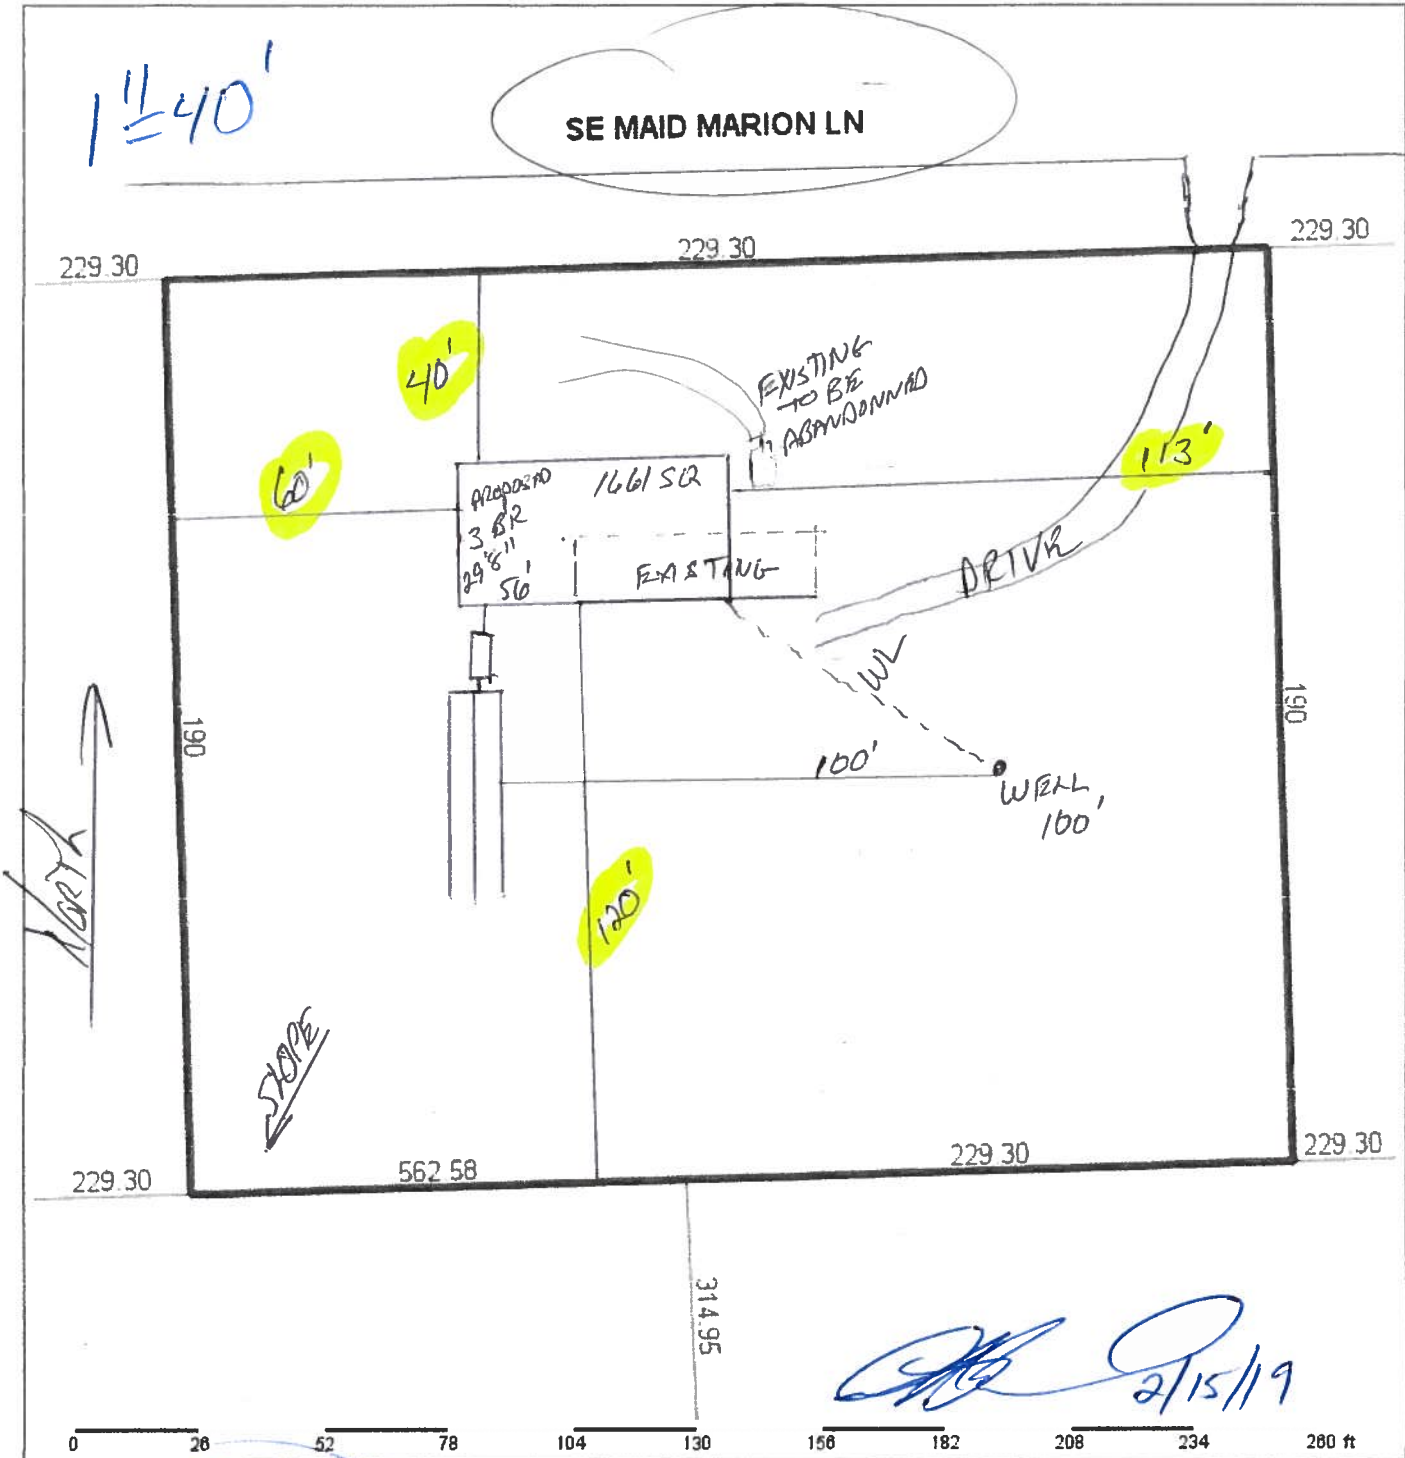 1"=40'
SE MAID MARION LN
229.30
229.30
229.30
40'
EXISTING
TO BE
ABANDONNED
60'
113'
PROPOSED
1661 SQ
3 BR
29'8"
56'
EXISTING
DRIVE
WL
190
190
100'
WELL
100'
North
120'
SLOPE
229.30
562.58
229.30
229.30
314.95
2/15/19
0 26 52 78 104 130 156 182 208 234 260 ft